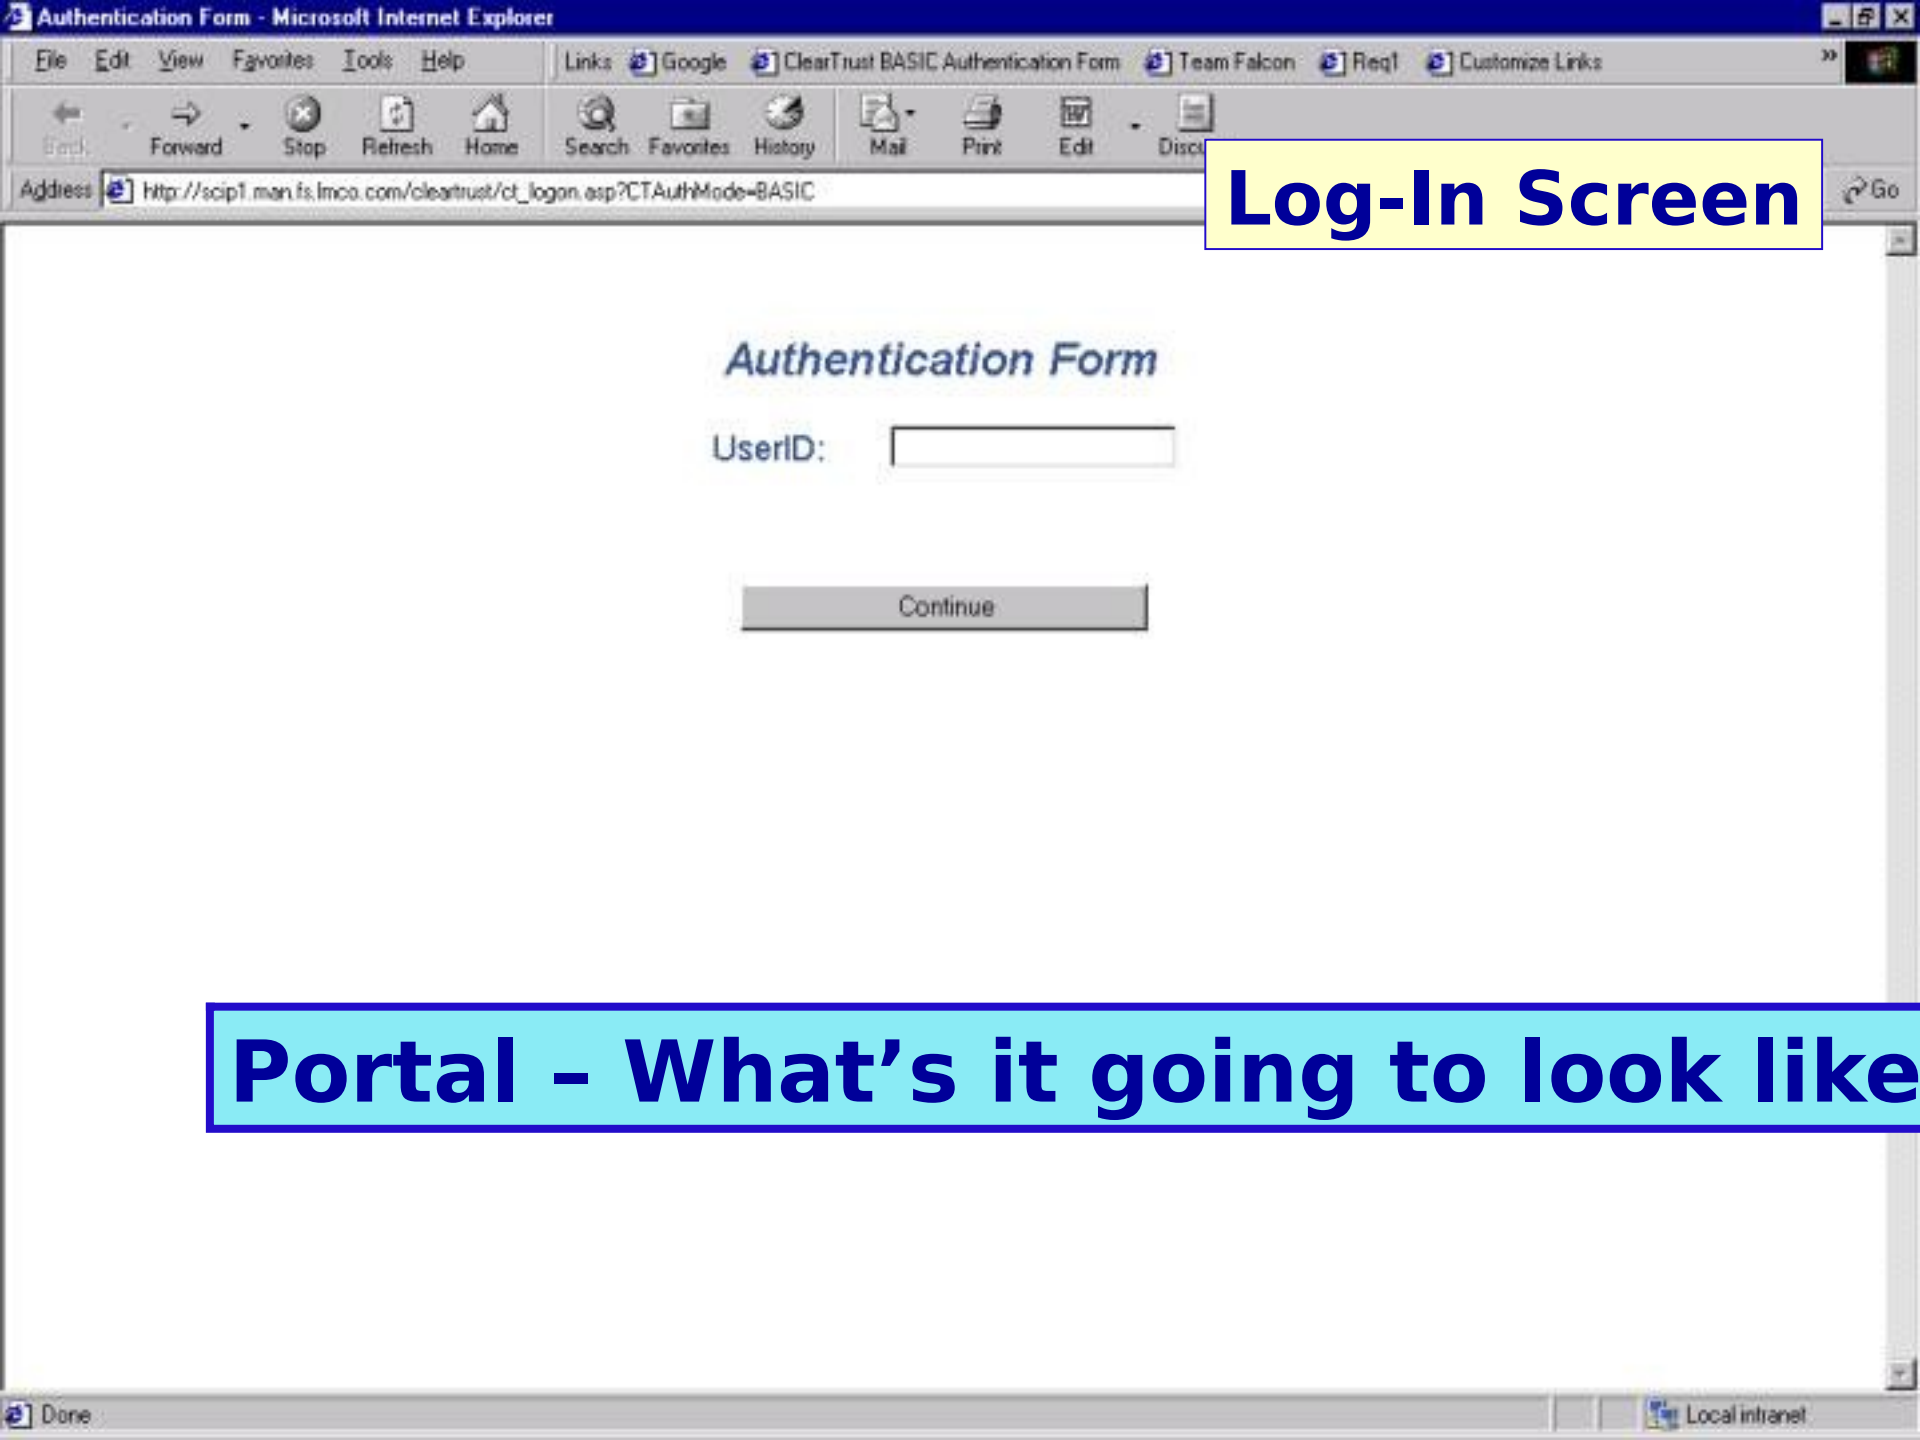 Authentication Form - Microsoft Internet Explorer
File Edit View Favorites Tools Help Links Google ClearTrust BASIC Authentication Form Team Falcon Req1 Customize Links »
Back Forward Stop Refresh Home Search Favorites History Mail Print Edit Discu
Address http://scip1.man.fs.lmco.com/cleartrust/ct_logon.asp?CTAuthMode=BASIC Go
Log-In Screen
Authentication Form
UserID:
Continue
Portal – What’s it going to look like
Done Local intranet